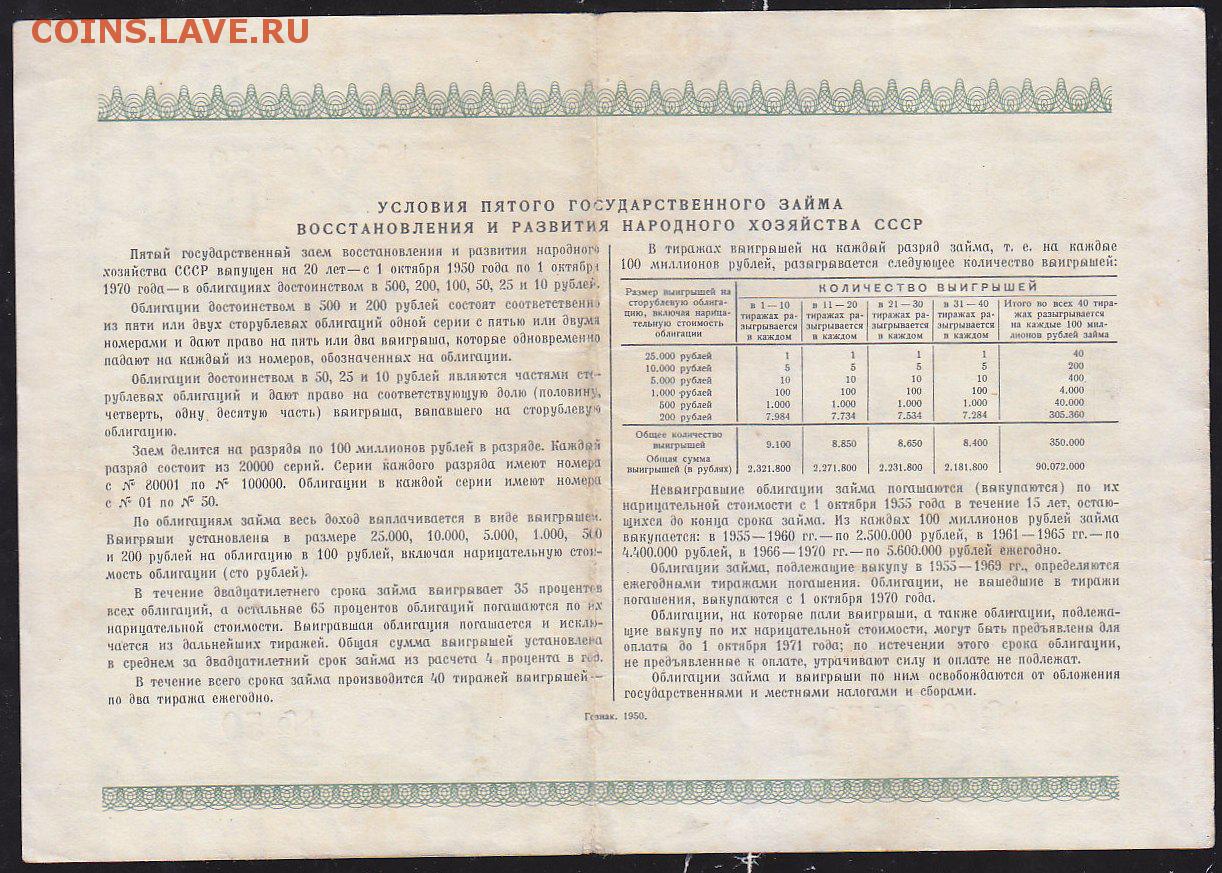 COINS.LAVE.RU
УСЛОВИЯ ПЯТОГО ГОСУДАРСТВЕННОГО ЗАЙМА
ВОССТАНОВЛЕНИЯ И РАЗВИТИЯ НАРОДНОГО ХОЗЯЙСТВА СССР
Пятый государственный заем восстановления и развития народного
хозяйства СССР выпущен на 20 лет—с 1 октября 1950 года по 1 октября
1970 года—в облигациях достоинством в 500, 200, 100, 50, 25 и 10 рублей.
Облигации достоинством в 500 и 200 рублей состоят соответственно
из пяти или двух сторублевых облигаций одной серии с пятью или двумя
номерами и дают право на пять или два выигрыша, которые одновременно
падают на каждый из номеров, обозначенных на облигации.
Облигации достоинством в 50, 25 и 10 рублей являются частями сто-
рублевых облигаций и дают право на соответствующую долю (половину,
четверть, одну десятую часть) выигрыша, выпавшего на сторублевую
облигацию.
Заем делится на разряды по 100 миллионов рублей в разряде. Каждый
разряд состоит из 20000 серий. Серии каждого разряда имеют номера
с № 80001 по № 100000. Облигации в каждой серии имеют номера
с № 01 по № 50.
По облигациям займа весь доход выплачивается в виде выигрышей.
Выигрыши установлены в размере 25.000, 10.000, 5.000, 1.000, 500
и 200 рублей на облигацию в 100 рублей, включая нарицательную стои-
мость облигации (сто рублей).
В течение двадцатилетнего срока займа выигрывает 35 процентов
всех облигаций, а остальные 65 процентов облигаций погашаются по их
нарицательной стоимости. Выигравшая облигация погашается и исклю-
чается из дальнейших тиражей. Общая сумма выигрышей установлена
в среднем за двадцатилетний срок займа из расчета 4 процента в год.
В течение всего срока займа производится 40 тиражей выигрышей—
по два тиража ежегодно.
В тиражах выигрышей на каждый разряд займа, т. е. на каждые
100 миллионов рублей, разыгрывается следующее количество выигрышей:
Размер выигрышей на
сторублевую облига-
цию, включая нарица-
тельную стоимость
облигации
КОЛИЧЕСТВО ВЫИГРЫШЕЙ
в 1—10
тиражах ра-
зыгрывается
в каждом
в 11—20
тиражах ра-
зыгрывается
в каждом
в 21—30
тиражах ра-
зыгрывается
в каждом
в 31—40
тиражах ра-
зыгрывается
в каждом
Итого во всех 40 тира-
жах разыгрывается
на каждые 100 мил-
лионов рублей займа
25.000 рублей 1 1 1 1 40
10.000 рублей 5 5 5 5 200
5.000 рублей 10 10 10 10 400
1.000 рублей 100 100 100 100 4.000
500 рублей 1.000 1.000 1.000 1.000 40.000
200 рублей 7.984 7.734 7.534 7.284 305.360
Общее количество
выигрышей 9.100 8.850 8.650 8.400 350.000
Общая сумма
выигрышей (в рублях) 2.321.800 2.271.800 2.231.800 2.181.800 90.072.000
Невыигравшие облигации займа погашаются (выкупаются) по их
нарицательной стоимости с 1 октября 1955 года в течение 15 лет, остаю-
щихся до конца срока займа. Из каждых 100 миллионов рублей займа
выкупается: в 1955—1960 гг.—по 2.500.000 рублей, в 1961—1965 гг.—по
4.400.000 рублей, в 1966—1970 гг.—по 5.600.000 рублей ежегодно.
Облигации займа, подлежащие выкупу в 1955—1969 гг., определяются
ежегодными тиражами погашения. Облигации, не вышедшие в тиражи
погашения, выкупаются с 1 октября 1970 года.
Облигации, на которые пали выигрыши, а также облигации, подлежа-
щие выкупу по их нарицательной стоимости, могут быть предъявлены для
оплаты до 1 октября 1971 года; по истечении этого срока облигации,
не предъявленные к оплате, утрачивают силу и оплате не подлежат.
Облигации займа и выигрыши по ним освобождаются от обложения
государственными и местными налогами и сборами.
Гознак. 1950.